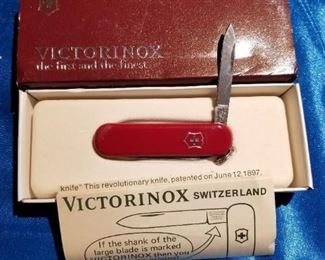 VICTORINOX
the first and the finest
knife" This revolutionary knife, patented on June 12, 1897.
VICTORINOX SWITZERLAND
If the shank of the
large blade is marked
VICTORINOX then you